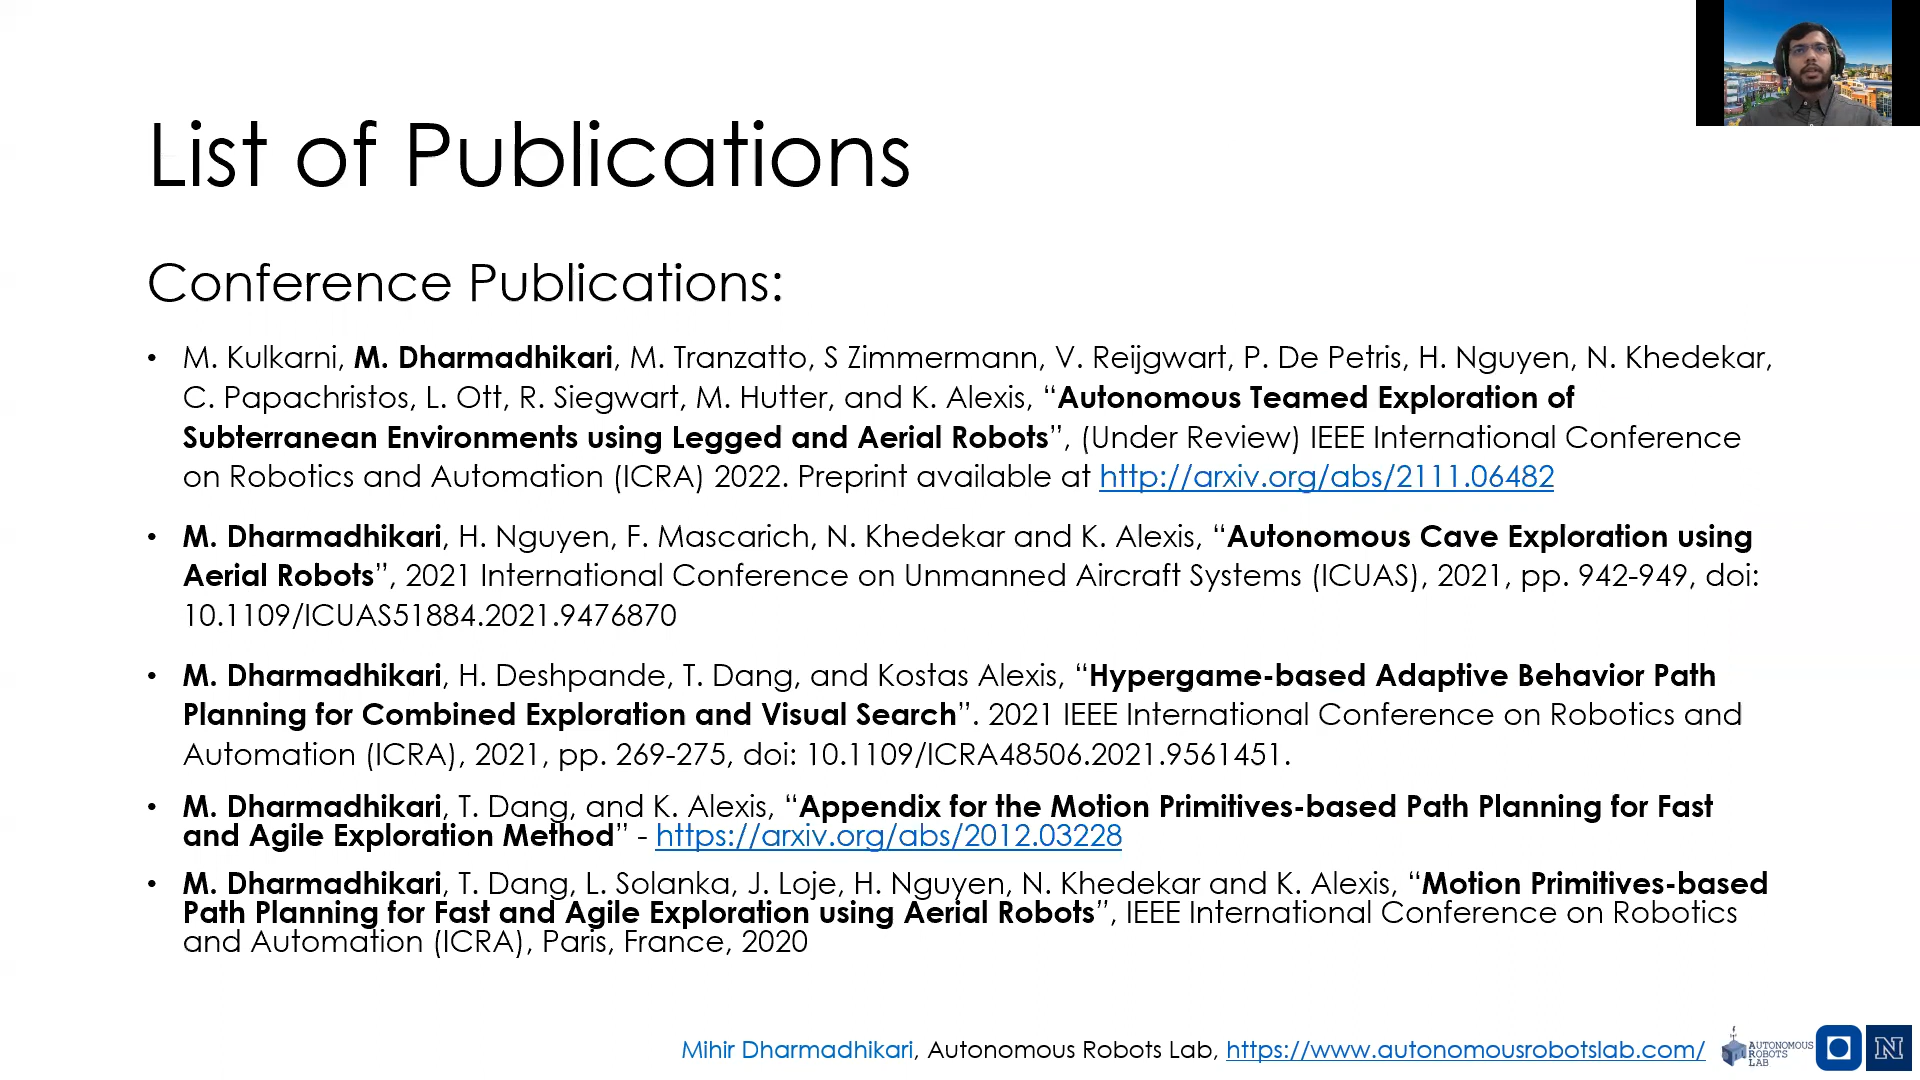 List of Publications
Conference Publications:
• M. Kulkarni, M. Dharmadhikari, M. Tranzatto, S Zimmermann, V. Reijgwart, P. De Petris, H. Nguyen, N. Khedekar,
C. Papachristos, L. Ott, R. Siegwart, M. Hutter, and K. Alexis, “Autonomous Teamed Exploration of
Subterranean Environments using Legged and Aerial Robots”, (Under Review) IEEE International Conference
on Robotics and Automation (ICRA) 2022. Preprint available at http://arxiv.org/abs/2111.06482
• M. Dharmadhikari, H. Nguyen, F. Mascarich, N. Khedekar and K. Alexis, “Autonomous Cave Exploration using
Aerial Robots”, 2021 International Conference on Unmanned Aircraft Systems (ICUAS), 2021, pp. 942-949, doi:
10.1109/ICUAS51884.2021.9476870
• M. Dharmadhikari, H. Deshpande, T. Dang, and Kostas Alexis, “Hypergame-based Adaptive Behavior Path
Planning for Combined Exploration and Visual Search”. 2021 IEEE International Conference on Robotics and
Automation (ICRA), 2021, pp. 269-275, doi: 10.1109/ICRA48506.2021.9561451.
• M. Dharmadhikari, T. Dang, and K. Alexis, “Appendix for the Motion Primitives-based Path Planning for Fast
and Agile Exploration Method” - https://arxiv.org/abs/2012.03228
• M. Dharmadhikari, T. Dang, L. Solanka, J. Loje, H. Nguyen, N. Khedekar and K. Alexis, “Motion Primitives-based
Path Planning for Fast and Agile Exploration using Aerial Robots”, IEEE International Conference on Robotics
and Automation (ICRA), Paris, France, 2020
Mihir Dharmadhikari, Autonomous Robots Lab, https://www.autonomousrobotslab.com/
AUTONOMOUS
ROBOTS
LAB
N